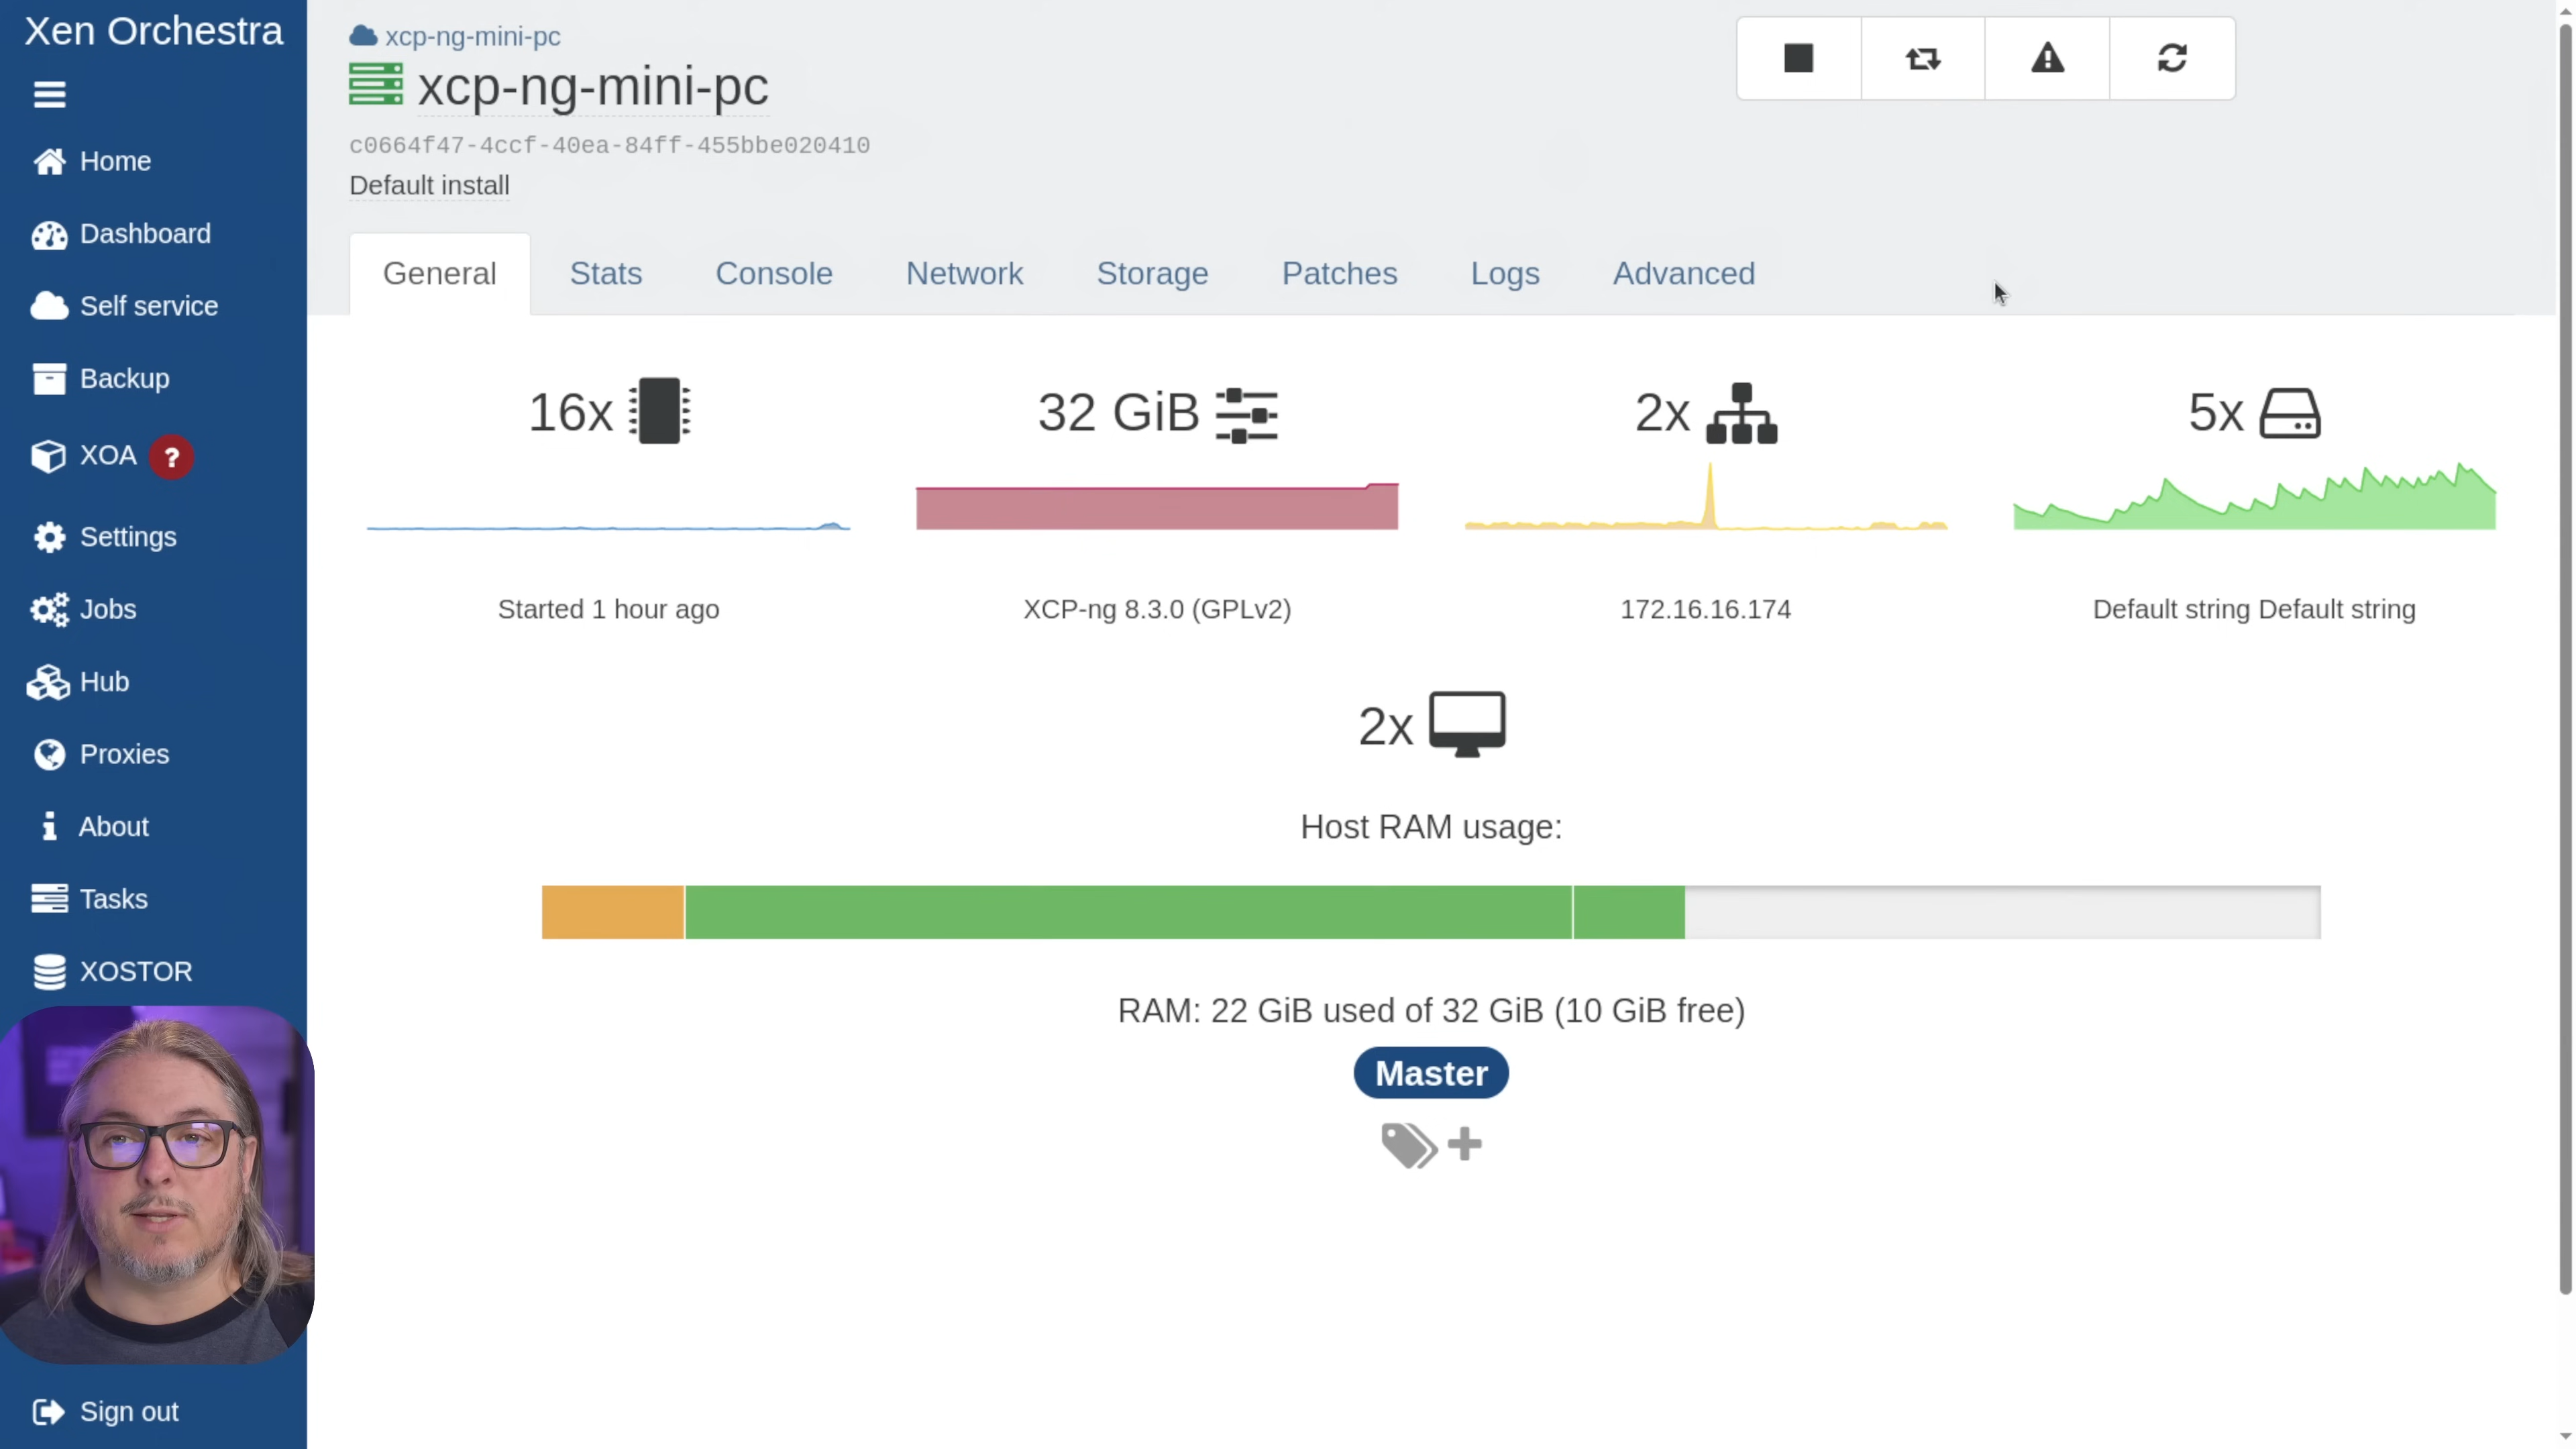 Xen Orchestra
Home
Dashboard
Self service
Backup
XOA ?
Settings
Jobs
Hub
Proxies
About
Tasks
XOSTOR
Sign out
xcp-ng-mini-pc
xcp-ng-mini-pc
c0664f47-4ccf-40ea-84ff-455bbe020410
Default install
General Stats Console Network Storage Patches Logs Advanced
16x 32 GiB 2x 5x
Started 1 hour ago XCP-ng 8.3.0 (GPLv2) 172.16.16.174 Default string Default string
2x
Host RAM usage:
RAM: 22 GiB used of 32 GiB (10 GiB free)
Master